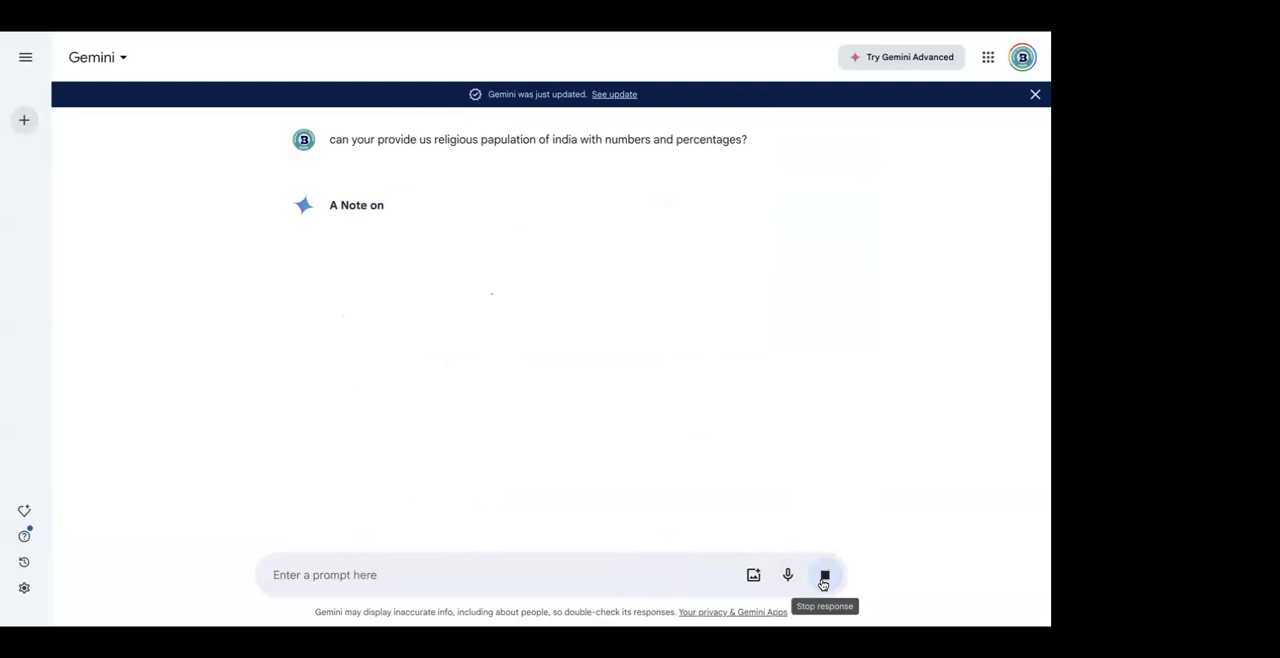 Gemini
Try Gemini Advanced
B
Gemini was just updated. See update
B
can your provide us religious papulation of india with numbers and percentages?
A Note on
Enter a prompt here
Stop response
Gemini may display inaccurate info, including about people, so double-check its responses. Your privacy & Gemini Apps